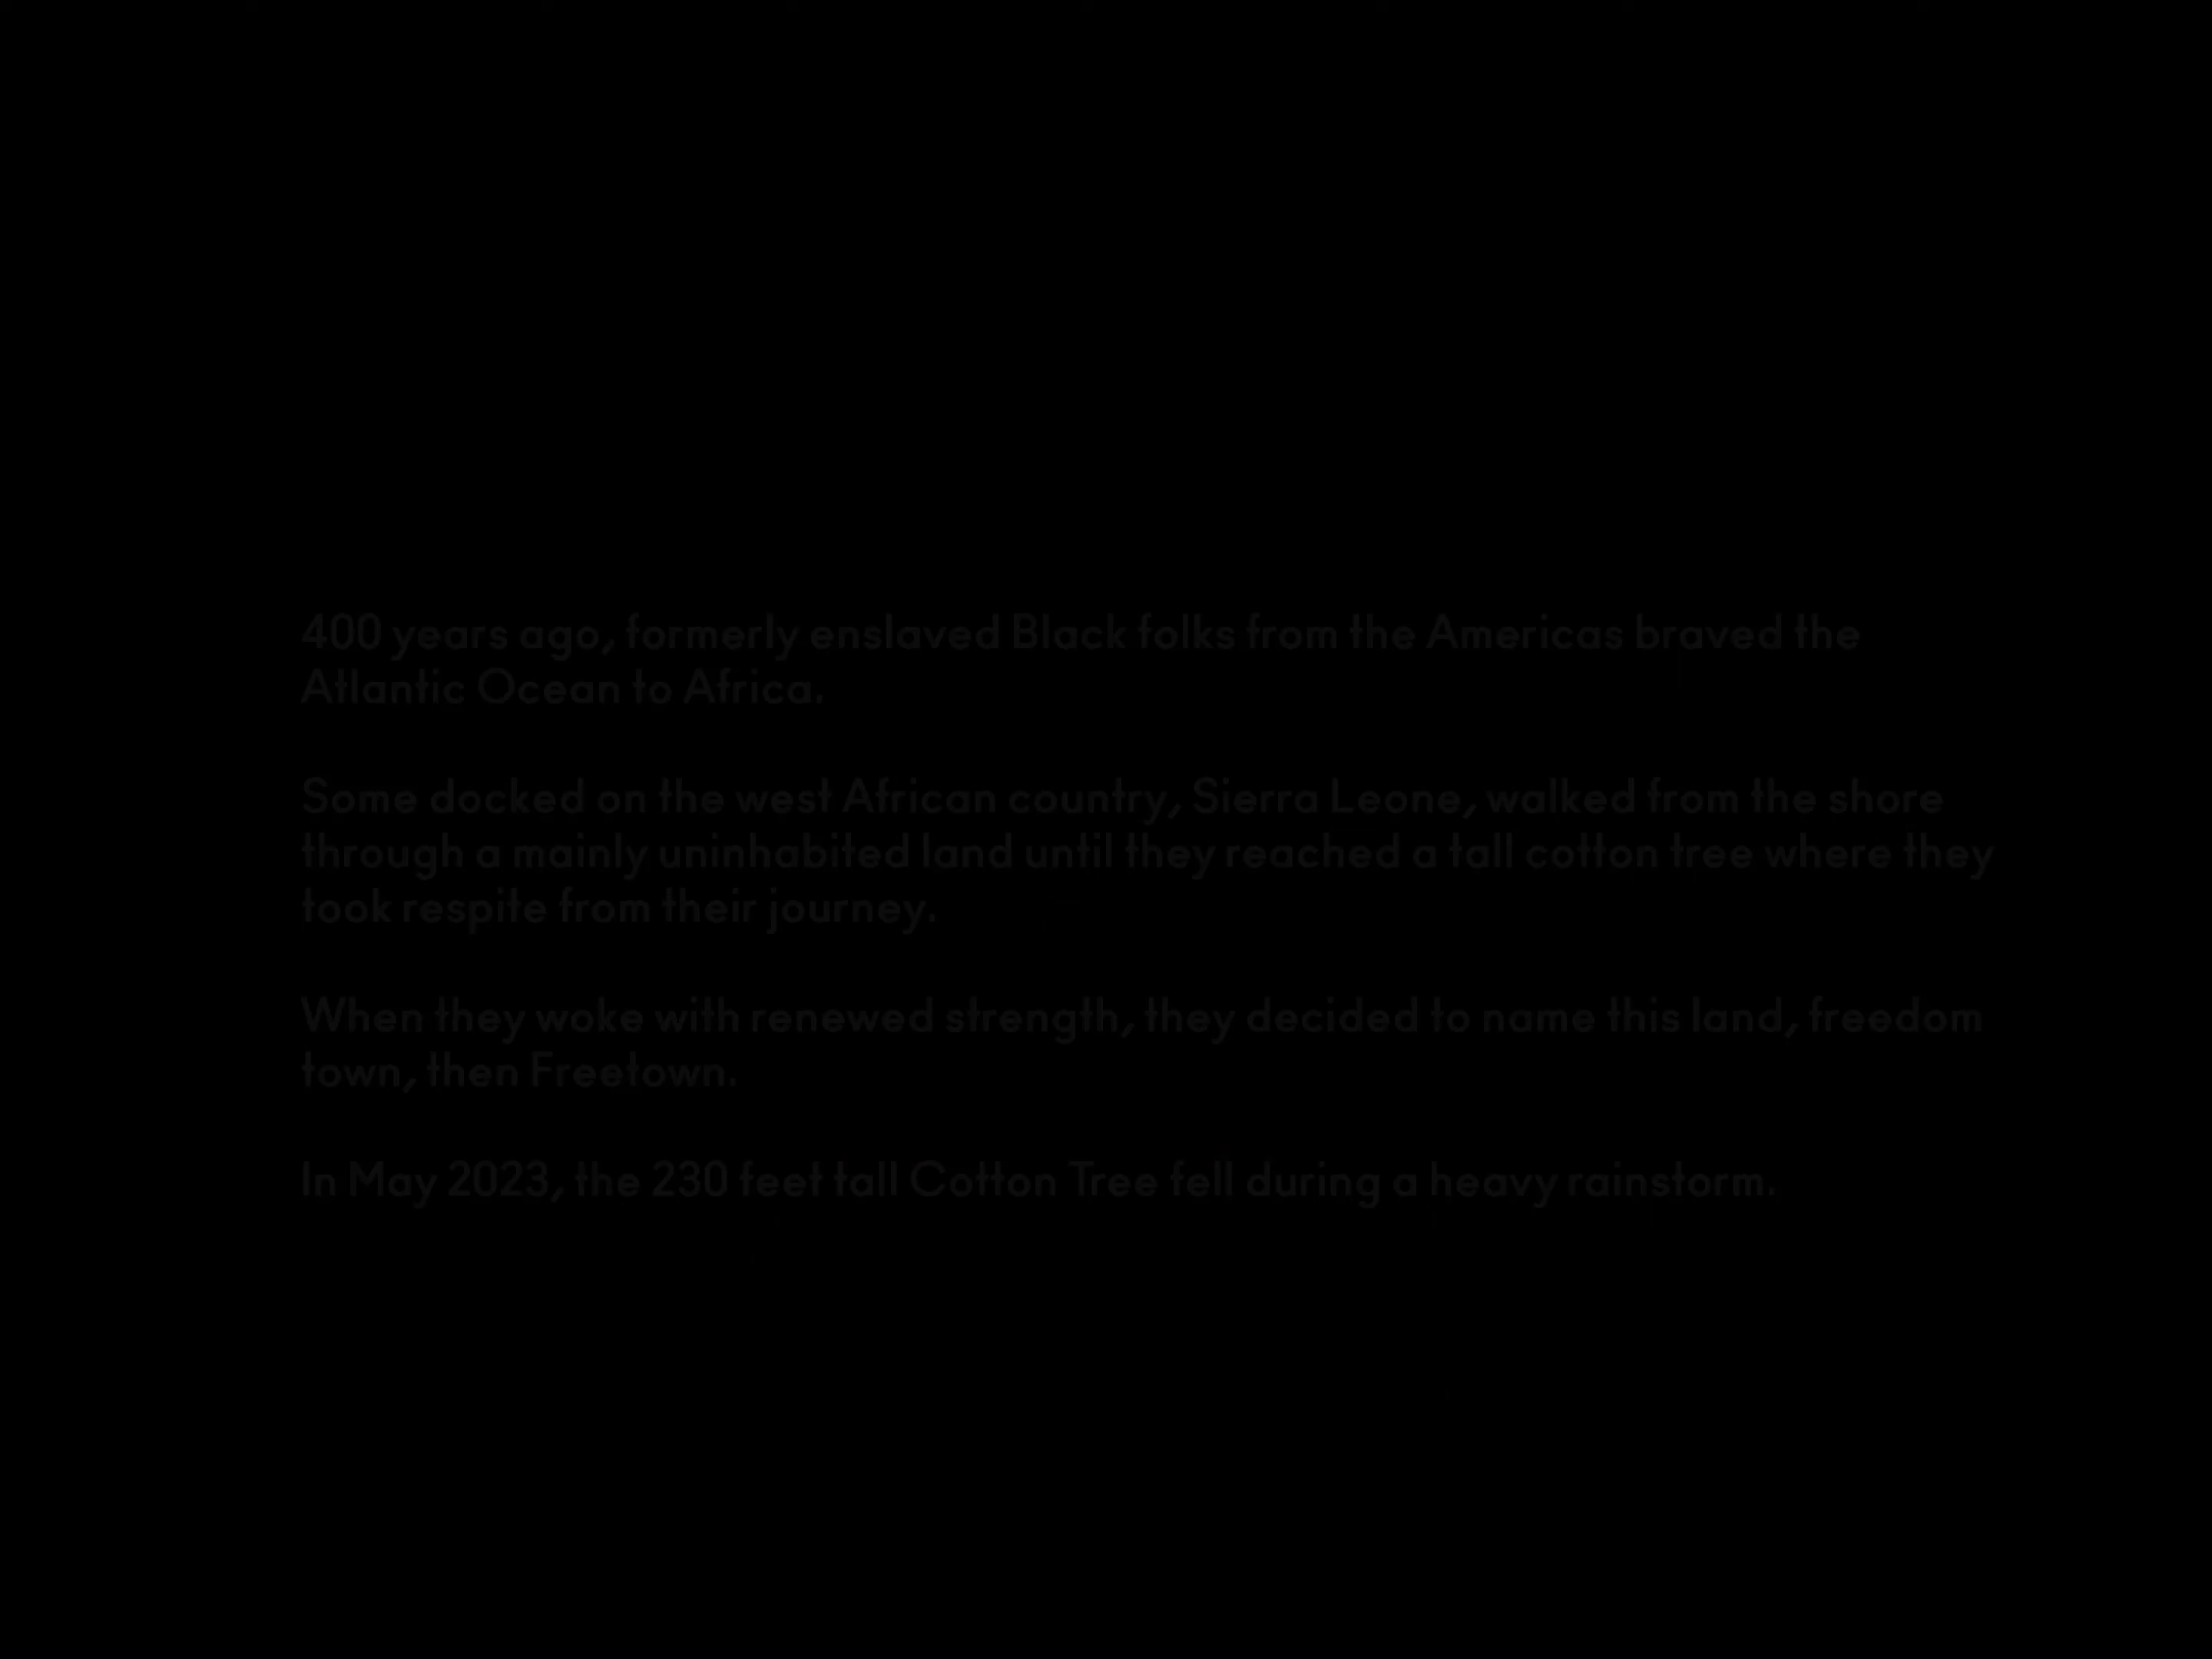 400 years ago, formerly enslaved Black folks from the Americas braved the
Atlantic Ocean to Africa.
Some docked on the west African country, Sierra Leone, walked from the shore
through a mainly uninhabited land until they reached a tall cotton tree where they
took respite from their journey.
When they woke with renewed strength, they decided to name this land, freedom
town, then Freetown.
In May 2023, the 230 feet tall Cotton Tree fell during a heavy rainstorm.